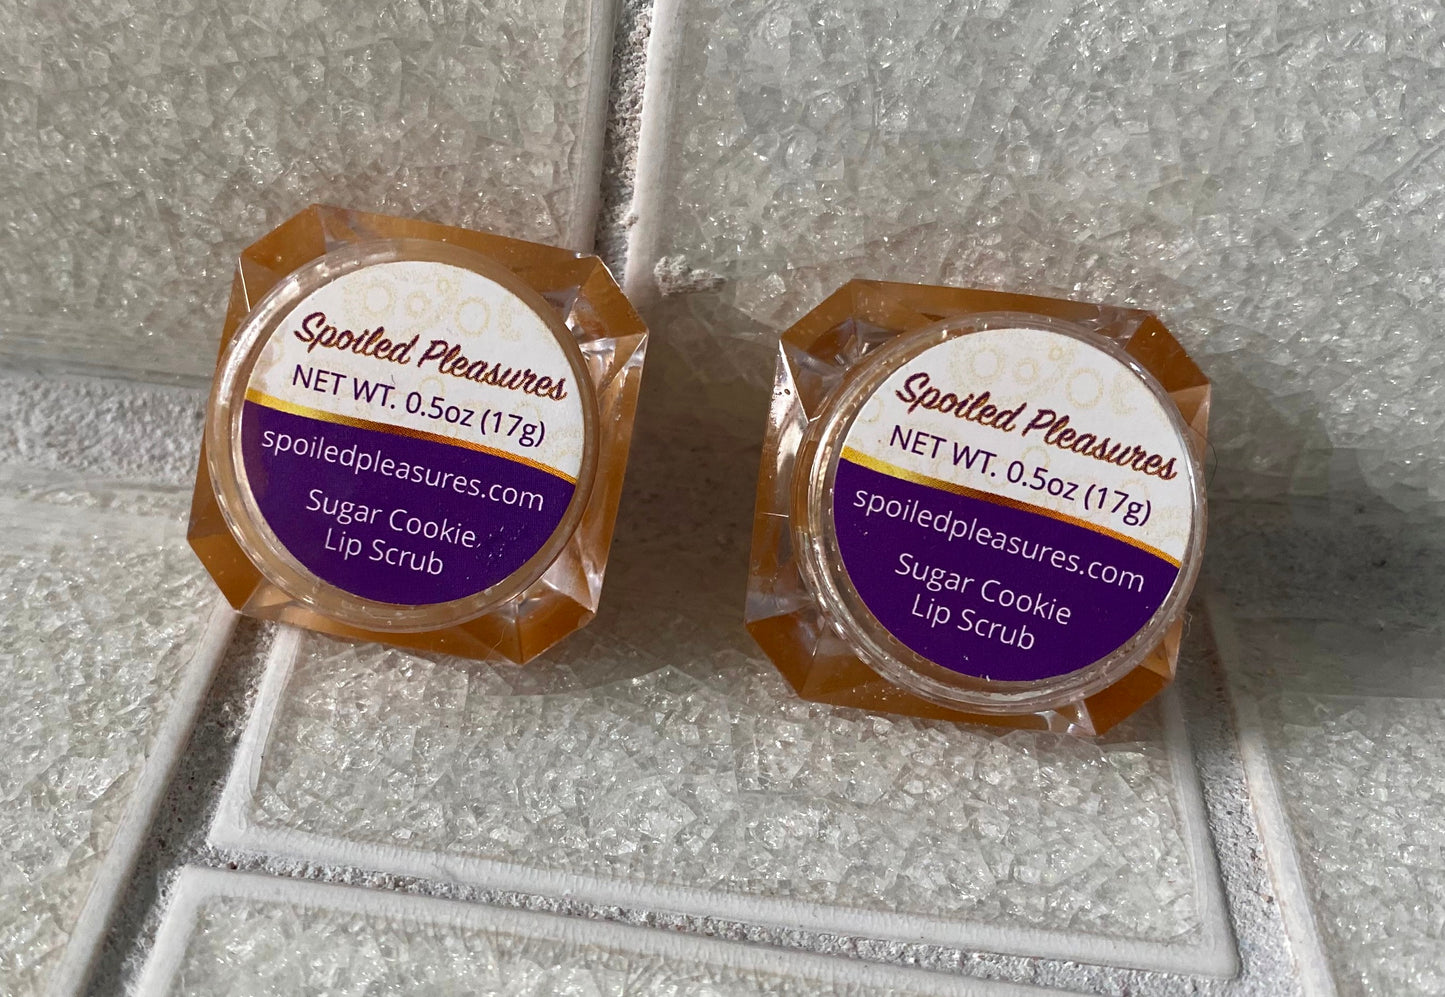 Spoiled Pleasures
NET WT. 0.5oz (17g)
spoiledpleasures.com
Sugar Cookie
Lip Scrub
Spoiled Pleasures
NET WT. 0.5oz (17g)
spoiledpleasures.com
Sugar Cookie
Lip Scrub